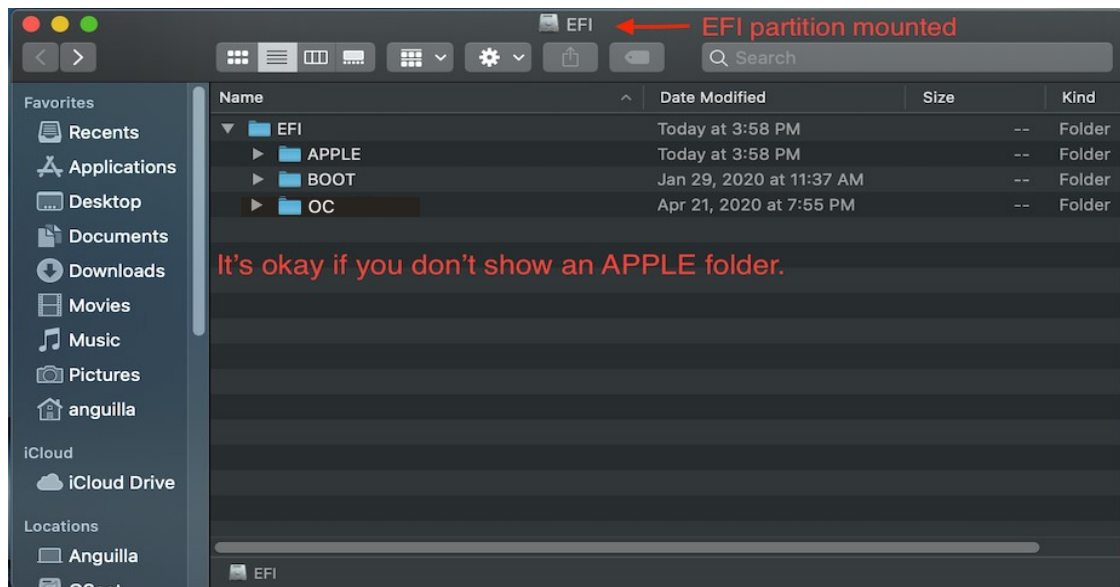 EFI
EFI partition mounted
Search
Favorites
Recents
Applications
Desktop
Documents
Downloads
Movies
Music
Pictures
anguilla
iCloud
iCloud Drive
Locations
Anguilla
Name Date Modified Size Kind
EFI Today at 3:58 PM -- Folder
APPLE Today at 3:58 PM -- Folder
BOOT Jan 29, 2020 at 11:37 AM -- Folder
OC Apr 21, 2020 at 7:55 PM -- Folder
It's okay if you don't show an APPLE folder.
EFI